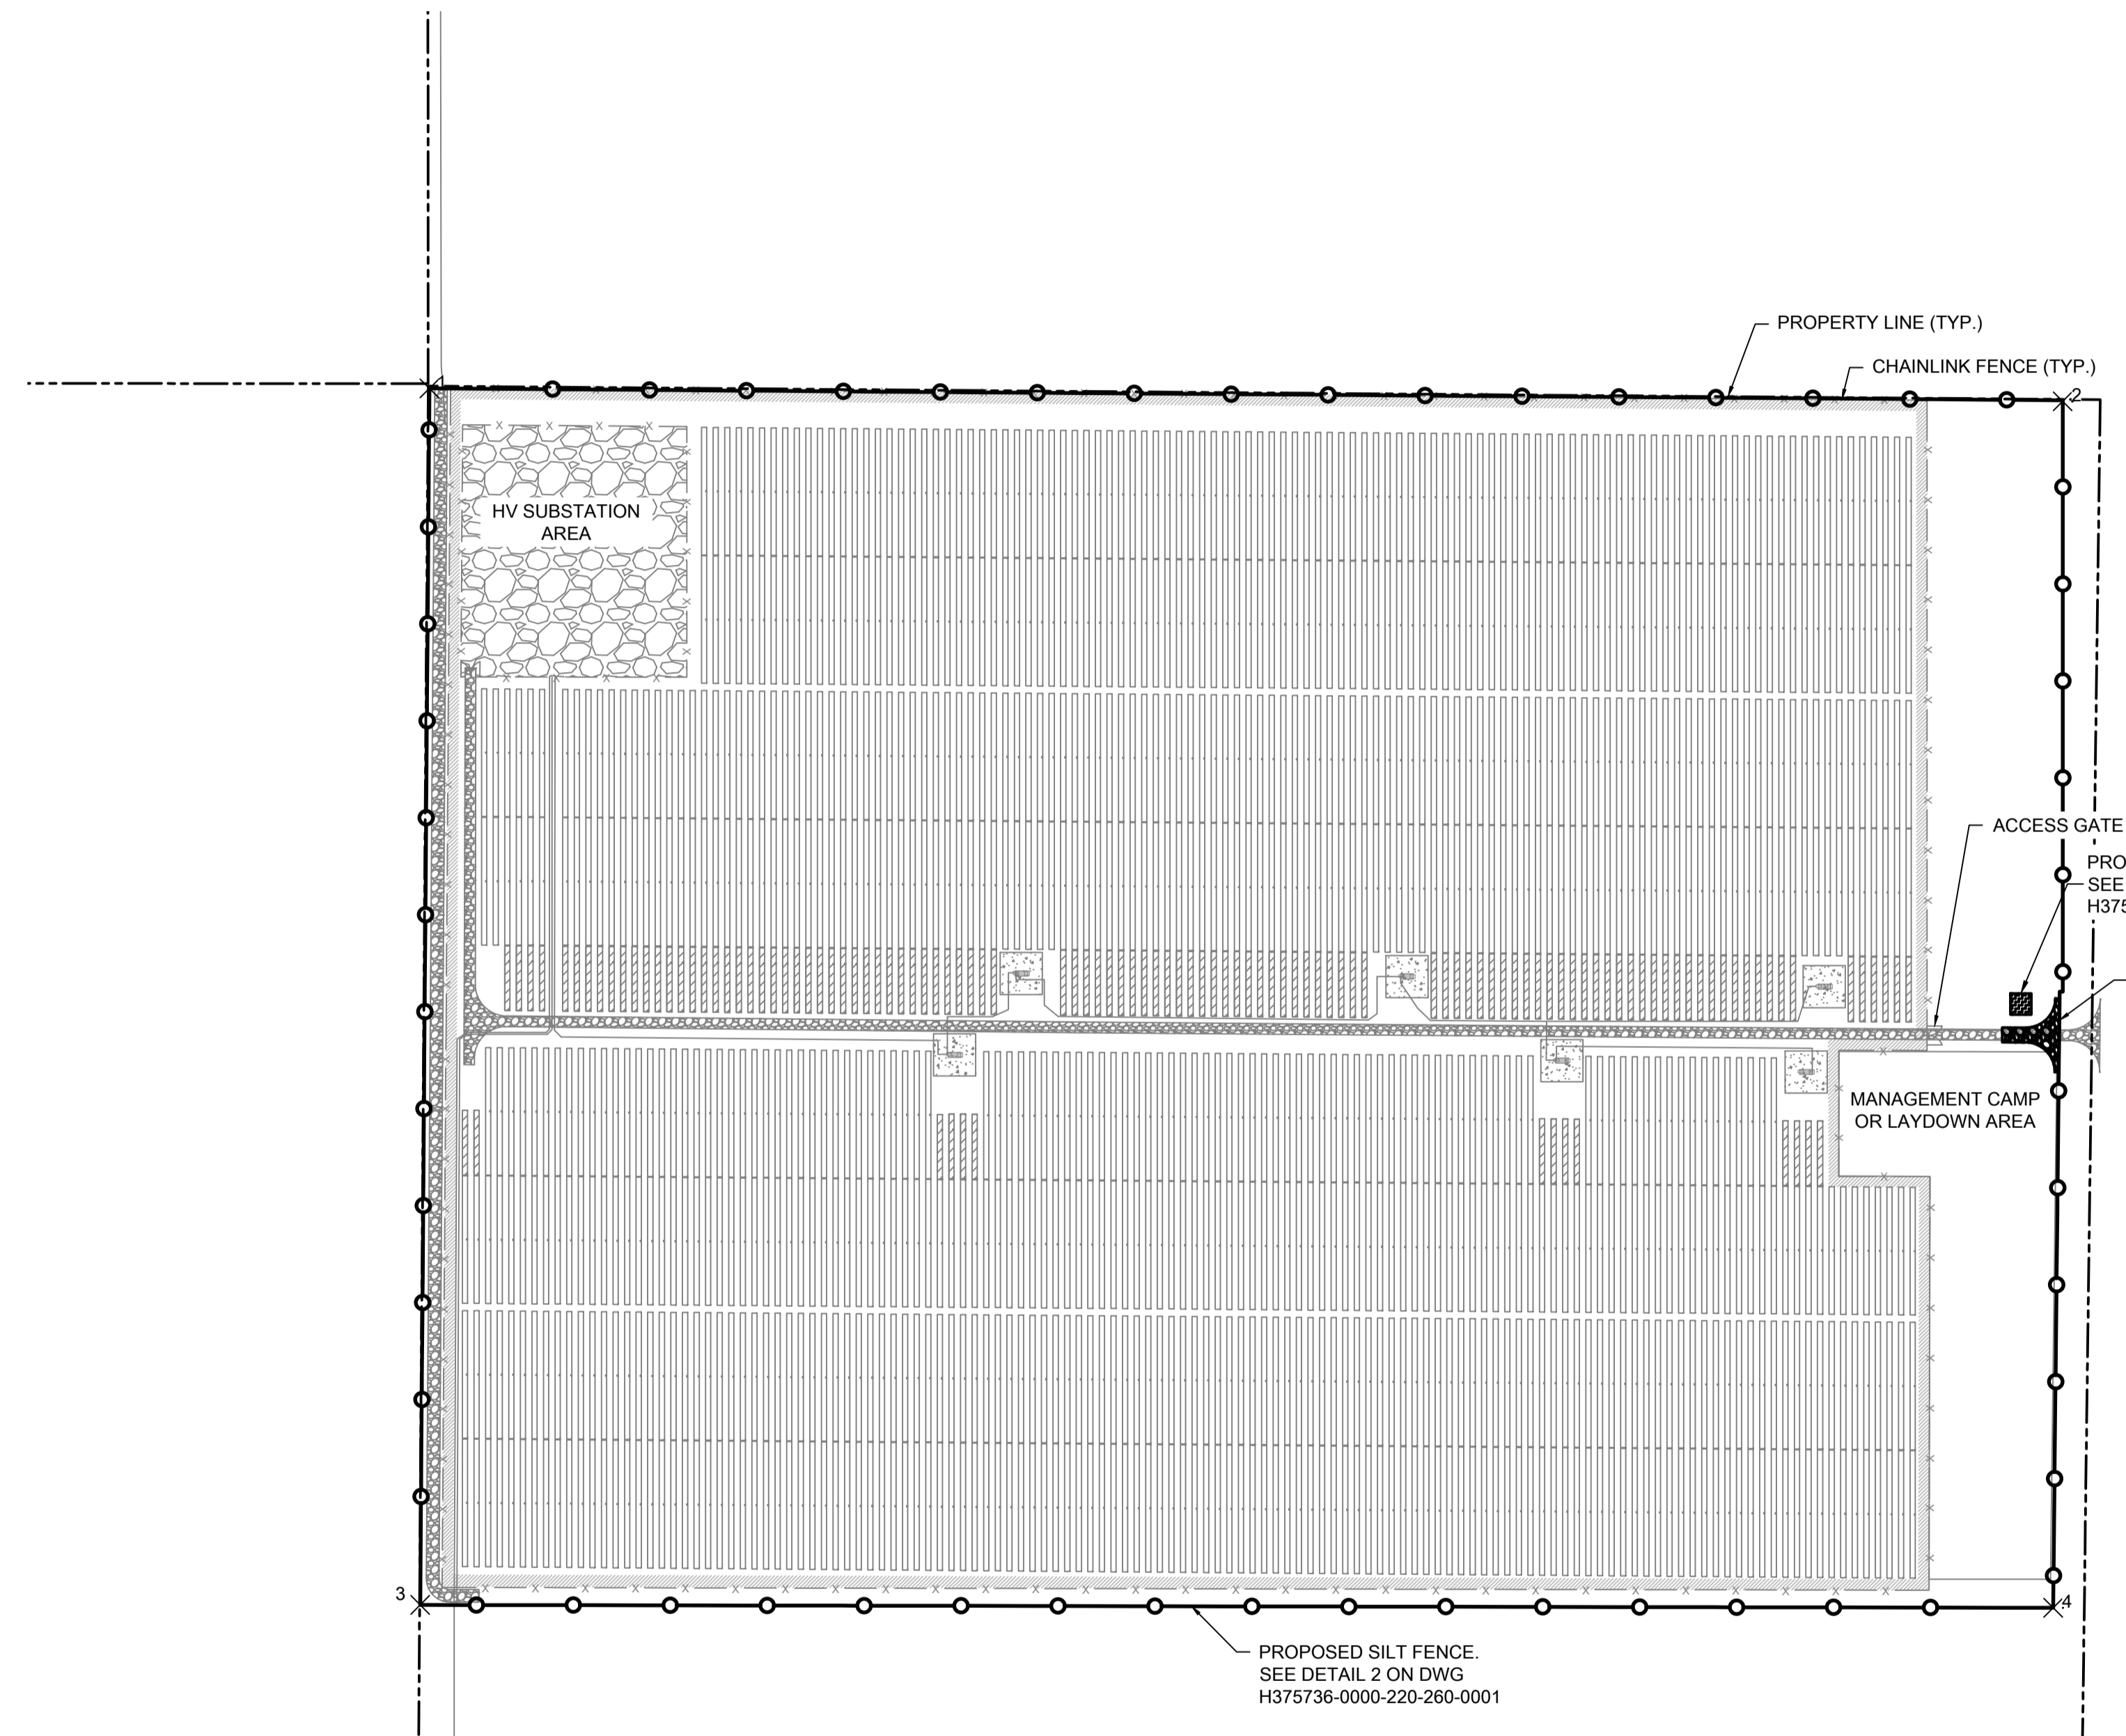 PROPERTY LINE (TYP.)
CHAINLINK FENCE (TYP.)
1
2
HV SUBSTATION
AREA
ACCESS GATE
PRO
SEE
H375
MANAGEMENT CAMP
OR LAYDOWN AREA
3
4
PROPOSED SILT FENCE.
SEE DETAIL 2 ON DWG
H375736-0000-220-260-0001